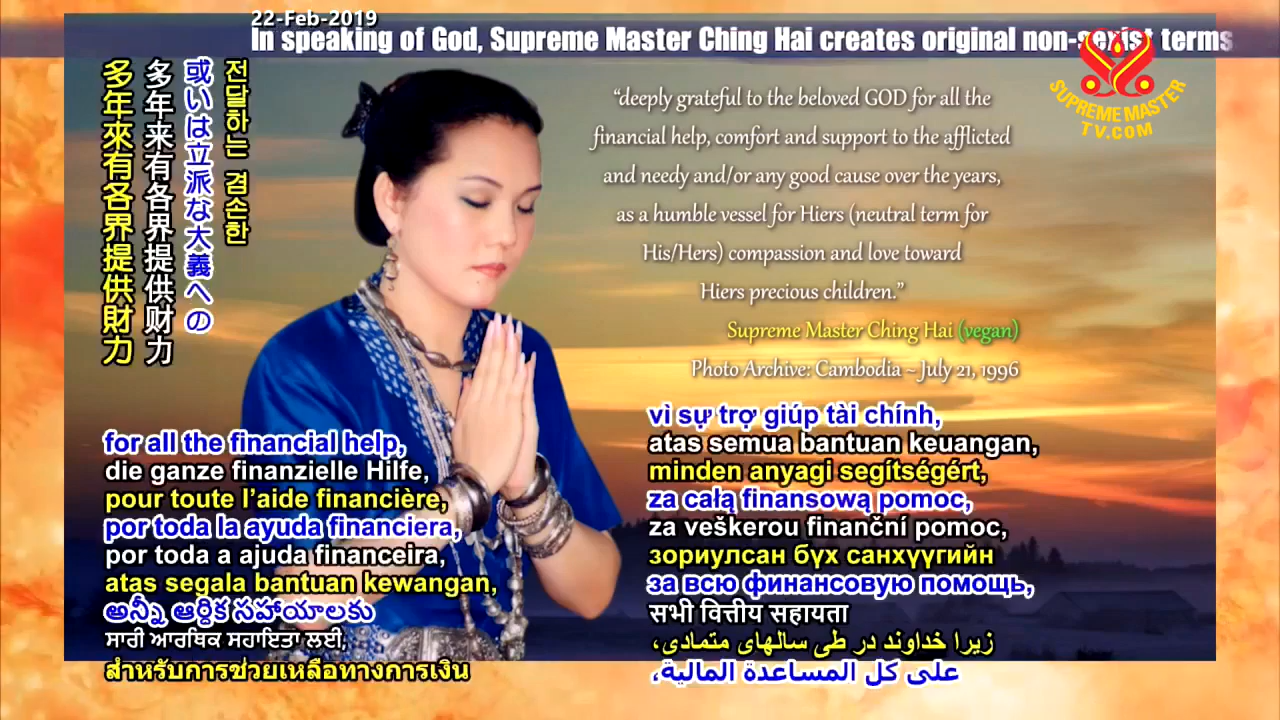 22-Feb-2019
In speaking of God, Supreme Master Ching Hai creates original non-sexist terms
SUPREME MASTER
TV.COM
“deeply grateful to the beloved GOD for all the
financial help, comfort and support to the afflicted
and needy and/or any good cause over the years,
as a humble vessel for Hiers (neutral term for
His/Hers) compassion and love toward
Hiers precious children.”
Supreme Master Ching Hai (vegan)
Photo Archive: Cambodia ~ July 21, 1996
전달하는 겸손한
或いは立派な大義への
多年来有各界提供财力
多年來有各界提供財力
for all the financial help,
die ganze finanzielle Hilfe,
pour toute l’aide financière,
por toda la ayuda financiera,
por toda a ajuda financeira,
atas segala bantuan kewangan,
అన్నీ ఆర్ధిక సహాయాలకు
ਸਾਰੀ ਆਰਥਿਕ ਸਹਾਇਤਾ ਲਈ,
สำหรับการช่วยเหลือทางการเงิน
vì sự trợ giúp tài chính,
atas semua bantuan keuangan,
minden anyagi segítségért,
za całą finansową pomoc,
za veškerou finanční pomoc,
зориулсан бүх санхүүгийн
за всю финансовую помощь,
सभी वित्तीय सहायता
زیرا خداوند در طی سالهای متمادی،
على كل المساعدة المالية،